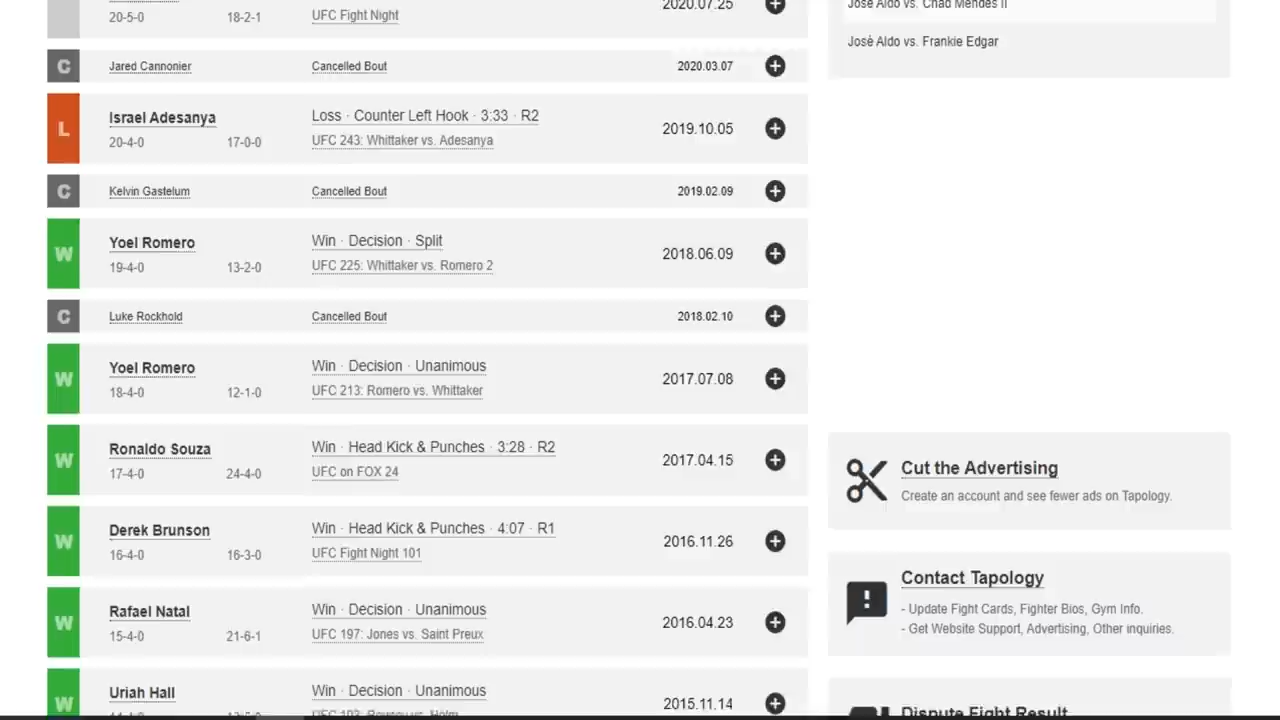 20-5-0 18-2-1 UFC Fight Night 2020.07.25
C Jared Cannonier Cancelled Bout 2020.03.07
L Israel Adesanya Loss · Counter Left Hook · 3:33 · R2 2019.10.05
20-4-0 17-0-0 UFC 243: Whittaker vs. Adesanya
C Kelvin Gastelum Cancelled Bout 2019.02.09
W Yoel Romero Win · Decision · Split 2018.06.09
19-4-0 13-2-0 UFC 225: Whittaker vs. Romero 2
C Luke Rockhold Cancelled Bout 2018.02.10
W Yoel Romero Win · Decision · Unanimous 2017.07.08
18-4-0 12-1-0 UFC 213: Romero vs. Whittaker
W Ronaldo Souza Win · Head Kick & Punches · 3:28 · R2 2017.04.15
17-4-0 24-4-0 UFC on FOX 24
W Derek Brunson Win · Head Kick & Punches · 4:07 · R1 2016.11.26
16-4-0 16-3-0 UFC Fight Night 101
W Rafael Natal Win · Decision · Unanimous 2016.04.23
15-4-0 21-6-1 UFC 197: Jones vs. Saint Preux
W Uriah Hall Win · Decision · Unanimous 2015.11.14
José Aldo vs. Chad Mendes II
José Aldo vs. Frankie Edgar
Cut the Advertising
Create an account and see fewer ads on Tapology.
Contact Tapology
- Update Fight Cards, Fighter Bios, Gym Info.
- Get Website Support, Advertising, Other inquiries.
Dispute Fight Result